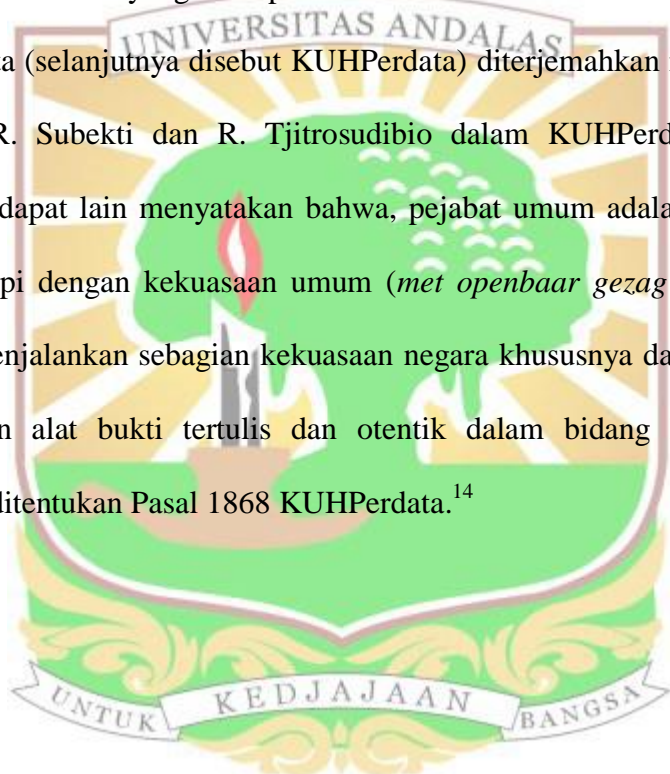 yang
UNIVERSITAS ANDALAS
ta (selanjutnya disebut KUHPerdata) diterjemahkan
R. Subekti dan R. Tjitrosudibio dalam KUHPerd
dapat lain menyatakan bahwa, pejabat umum adala
pi dengan kekuasaan umum (met openbaar gezag
enjalankan sebagian kekuasaan negara khususnya da
n alat bukti tertulis dan otentik dalam bidang
ditentukan Pasal 1868 KUHPerdata.14
UNTUK KEDJAJAAN BANGSA